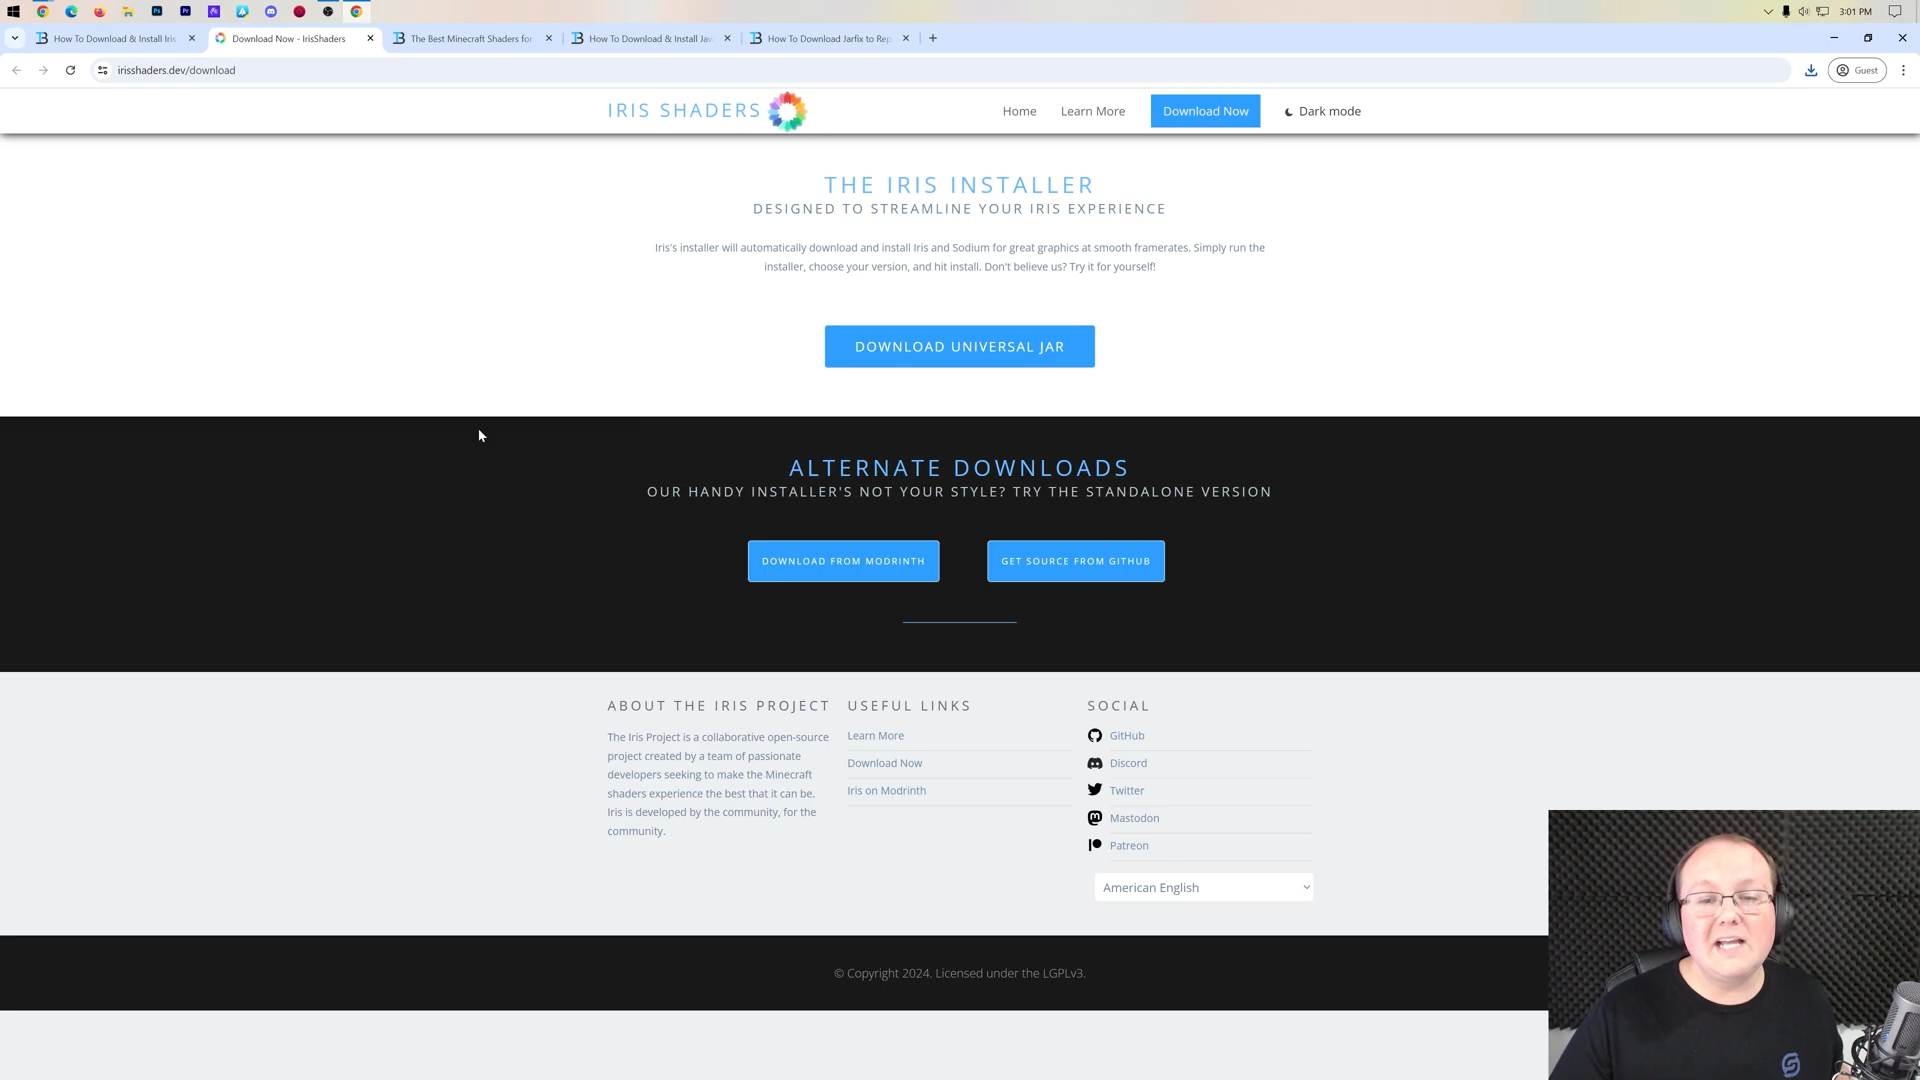 3:01 PM
How To Download & Install Iris
Download Now - IrisShaders
The Best Minecraft Shaders for
How To Download & Install Jav
How To Download Jarfix to Rep
irisshaders.dev/download
Guest
IRIS SHADERS
Home
Learn More
Download Now
Dark mode
THE IRIS INSTALLER
DESIGNED TO STREAMLINE YOUR IRIS EXPERIENCE
Iris's installer will automatically download and install Iris and Sodium for great graphics at smooth framerates. Simply run the
installer, choose your version, and hit install. Don't believe us? Try it for yourself!
DOWNLOAD UNIVERSAL JAR
ALTERNATE DOWNLOADS
OUR HANDY INSTALLER'S NOT YOUR STYLE? TRY THE STANDALONE VERSION
DOWNLOAD FROM MODRINTH
GET SOURCE FROM GITHUB
ABOUT THE IRIS PROJECT
The Iris Project is a collaborative open-source
project created by a team of passionate
developers seeking to make the Minecraft
shaders experience the best that it can be.
Iris is developed by the community, for the
community.
USEFUL LINKS
Learn More
Download Now
Iris on Modrinth
SOCIAL
GitHub
Discord
Twitter
Mastodon
Patreon
American English
© Copyright 2024. Licensed under the LGPLv3.